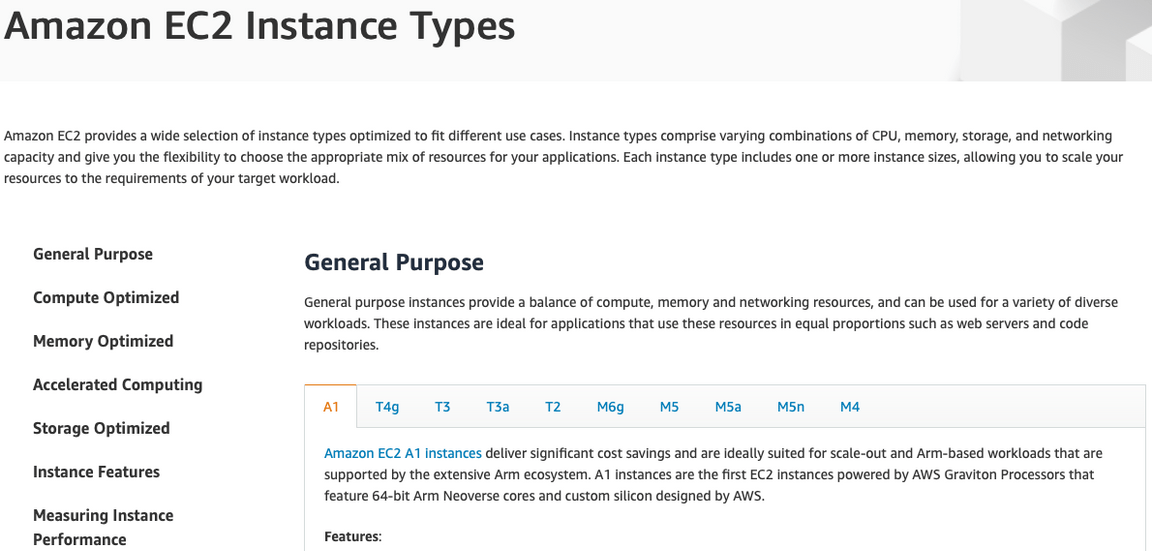 Amazon EC2 Instance Types
Amazon EC2 provides a wide selection of instance types optimized to fit different use cases. Instance types comprise varying combinations of CPU, memory, storage, and networking
capacity and give you the flexibility to choose the appropriate mix of resources for your applications. Each instance type includes one or more instance sizes, allowing you to scale your
resources to the requirements of your target workload.
General Purpose
Compute Optimized
Memory Optimized
Accelerated Computing
Storage Optimized
Instance Features
Measuring Instance
Performance
General Purpose
General purpose instances provide a balance of compute, memory and networking resources, and can be used for a variety of diverse
workloads. These instances are ideal for applications that use these resources in equal proportions such as web servers and code
repositories.
A1 T4g T3 T3a T2 M6g M5 M5a M5n M4
Amazon EC2 A1 instances deliver significant cost savings and are ideally suited for scale-out and Arm-based workloads that are
supported by the extensive Arm ecosystem. A1 instances are the first EC2 instances powered by AWS Graviton Processors that
feature 64-bit Arm Neoverse cores and custom silicon designed by AWS.
Features: